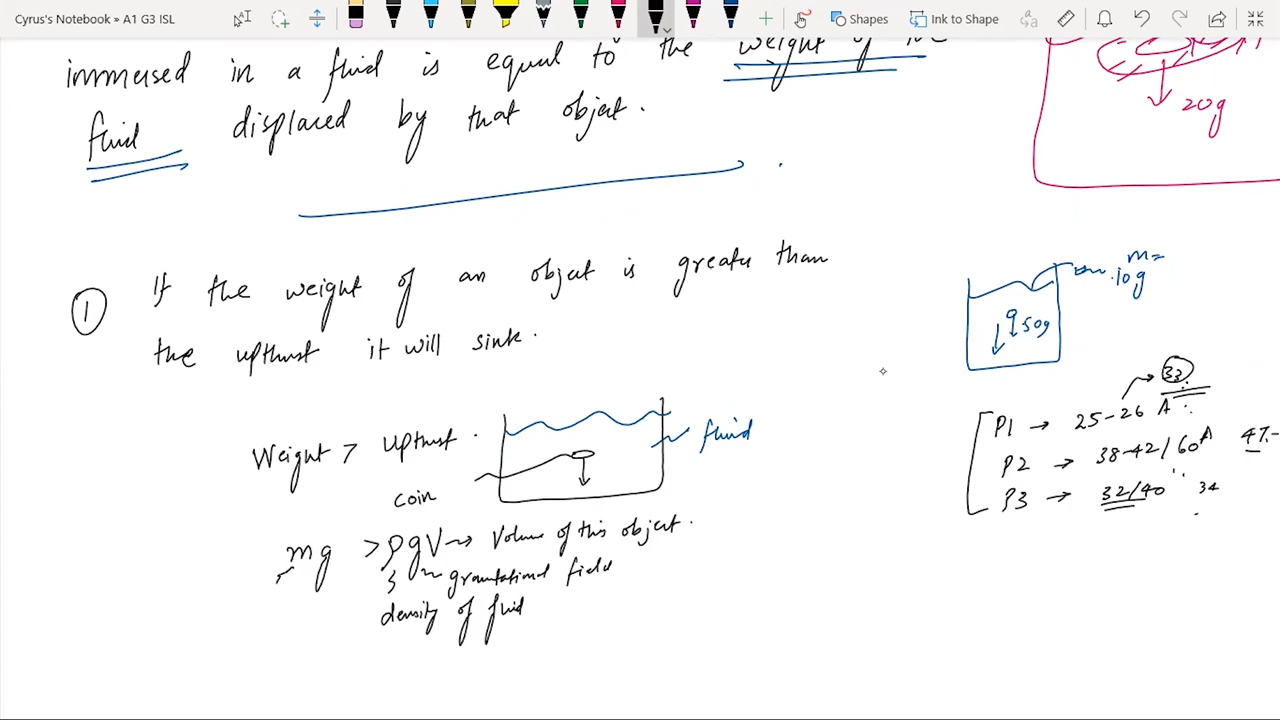 Cyrus's Notebook » A1 G3 ISL
Shapes
Ink to Shape
immersed in a fluid is equal to the weight of the
fluid displaced by that object.
20g
① If the weight of an object is greater than
the upthrust it will sink.
m=
10g
50g
Weight > Upthrust.
fluid
coin
mg > ρgV → Volume of this object.
gravitational field
density of fluid
33
P1 → 25-26 A
P2 → 38-42/60 A
47
P3 → 32/40 34